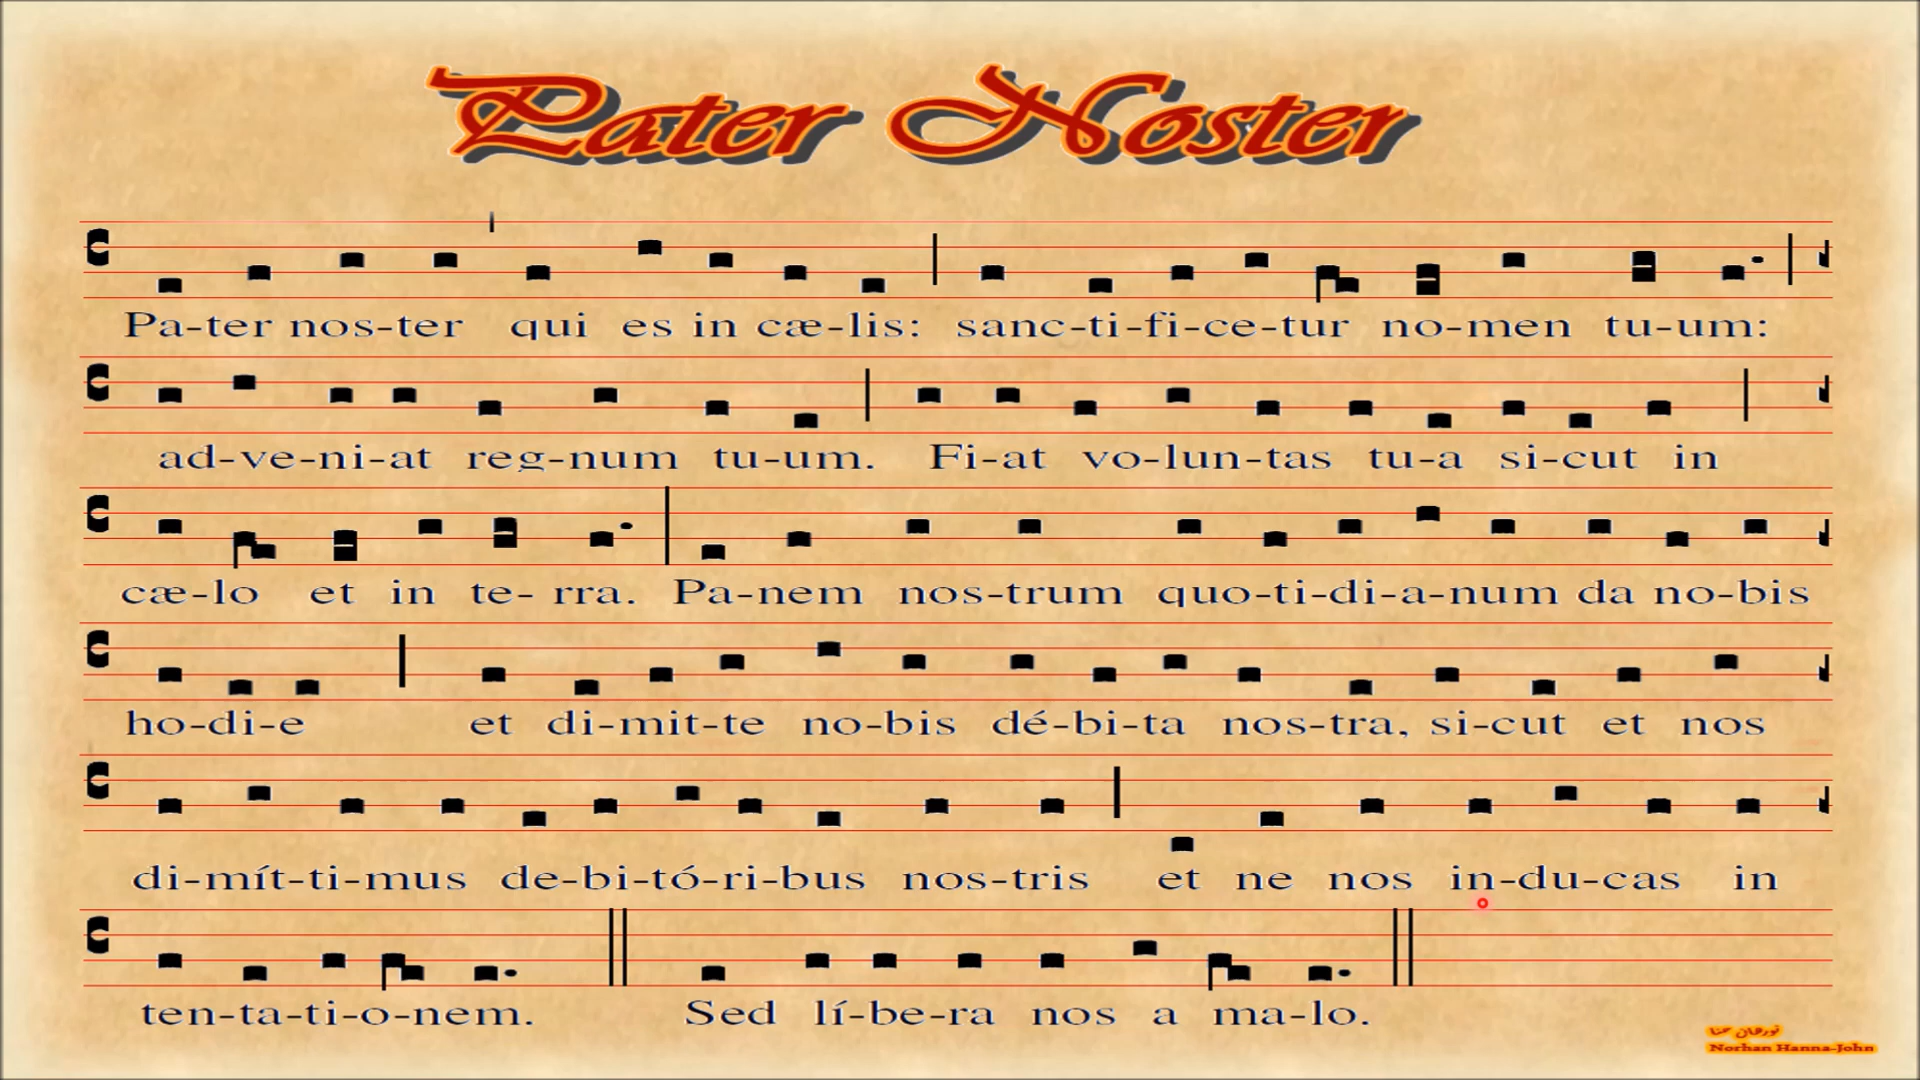 Pater Noster
Pa-ter nos-ter qui es in cæ-lis: sanc-ti-fi-ce-tur no-men tu-um:
ad-ve-ni-at reg-num tu-um. Fi-at vo-lun-tas tu-a si-cut in
cæ-lo et in te- rra. Pa-nem nos-trum quo-ti-di-a-num da no-bis
ho-di-e et di-mit-te no-bis dé-bi-ta nos-tra, si-cut et nos
di-mít-ti-mus de-bi-tó-ri-bus nos-tris et ne nos in-du-cas in
ten-ta-ti-o-nem. Sed lí-be-ra nos a ma-lo.
نورهان حنا
Norhan Hanna-John